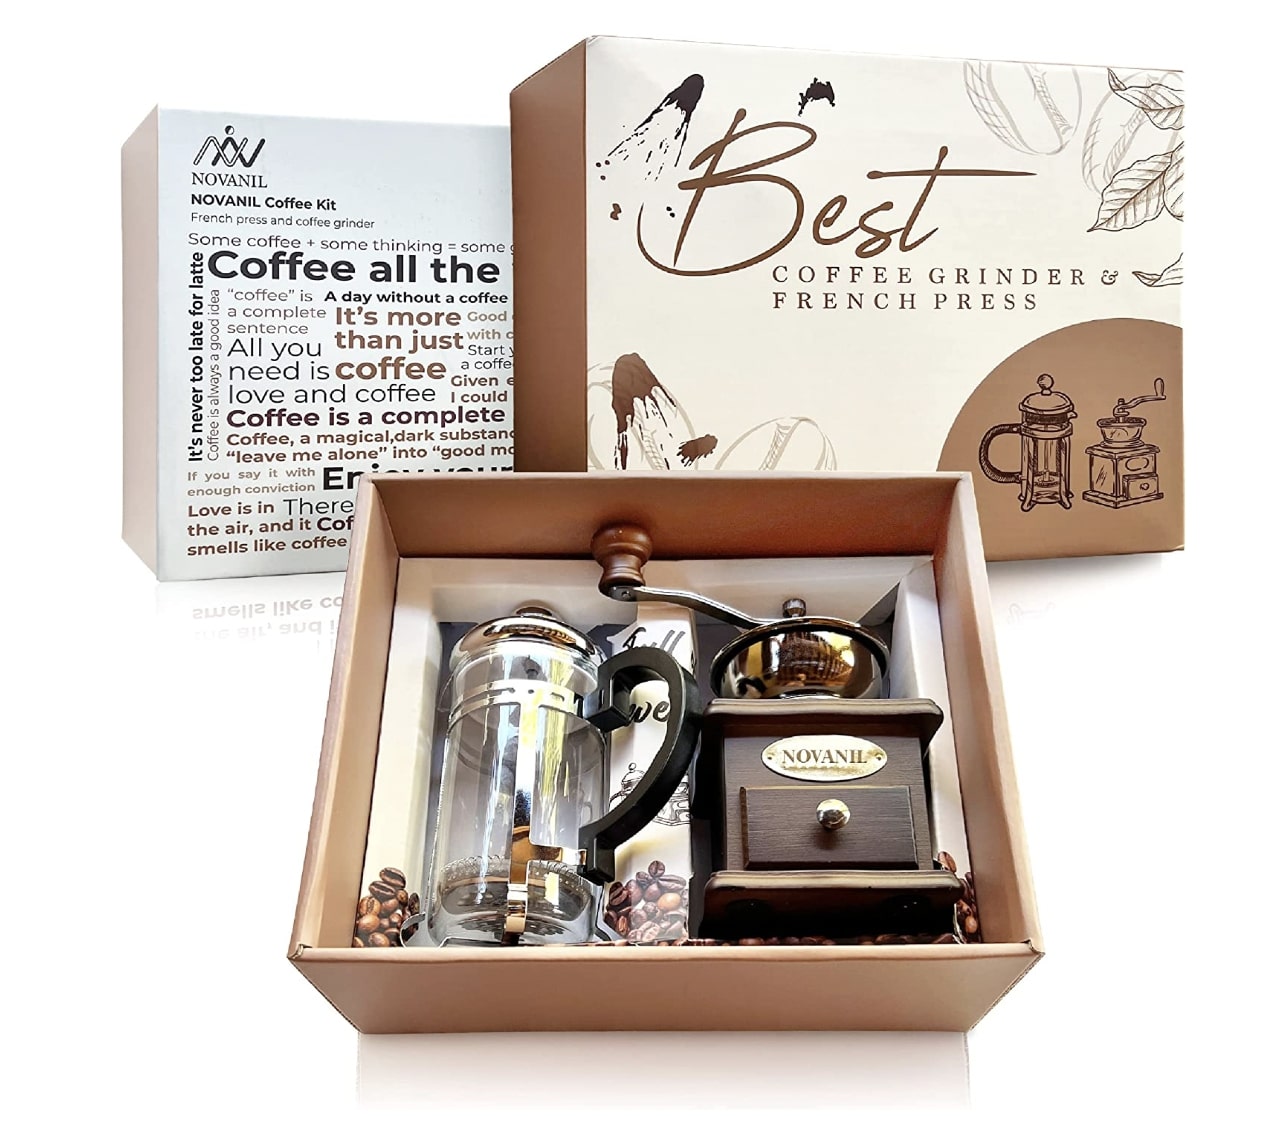 NOVANIL
NOVANIL Coffee Kit
French press and coffee grinder
Some coffee + some thinking = some
Coffee all the
It's never too late for latte
Coffee is always a good idea
"coffee" is
a complete
sentence
A day without a coffee
It's more
than just
coffee
Good
with
Start
a coffe
All you
need is
love and coffee
Given
I could
Coffee is a complete
Coffee, a magical,dark substanc
"leave me alone" into "good mo
If you say it with
enough conviction
Enjoy your
Love is in
the air, and it
smells like coffee
There
Cof
Best
COFFEE GRINDER &
FRENCH PRESS
NOVANIL